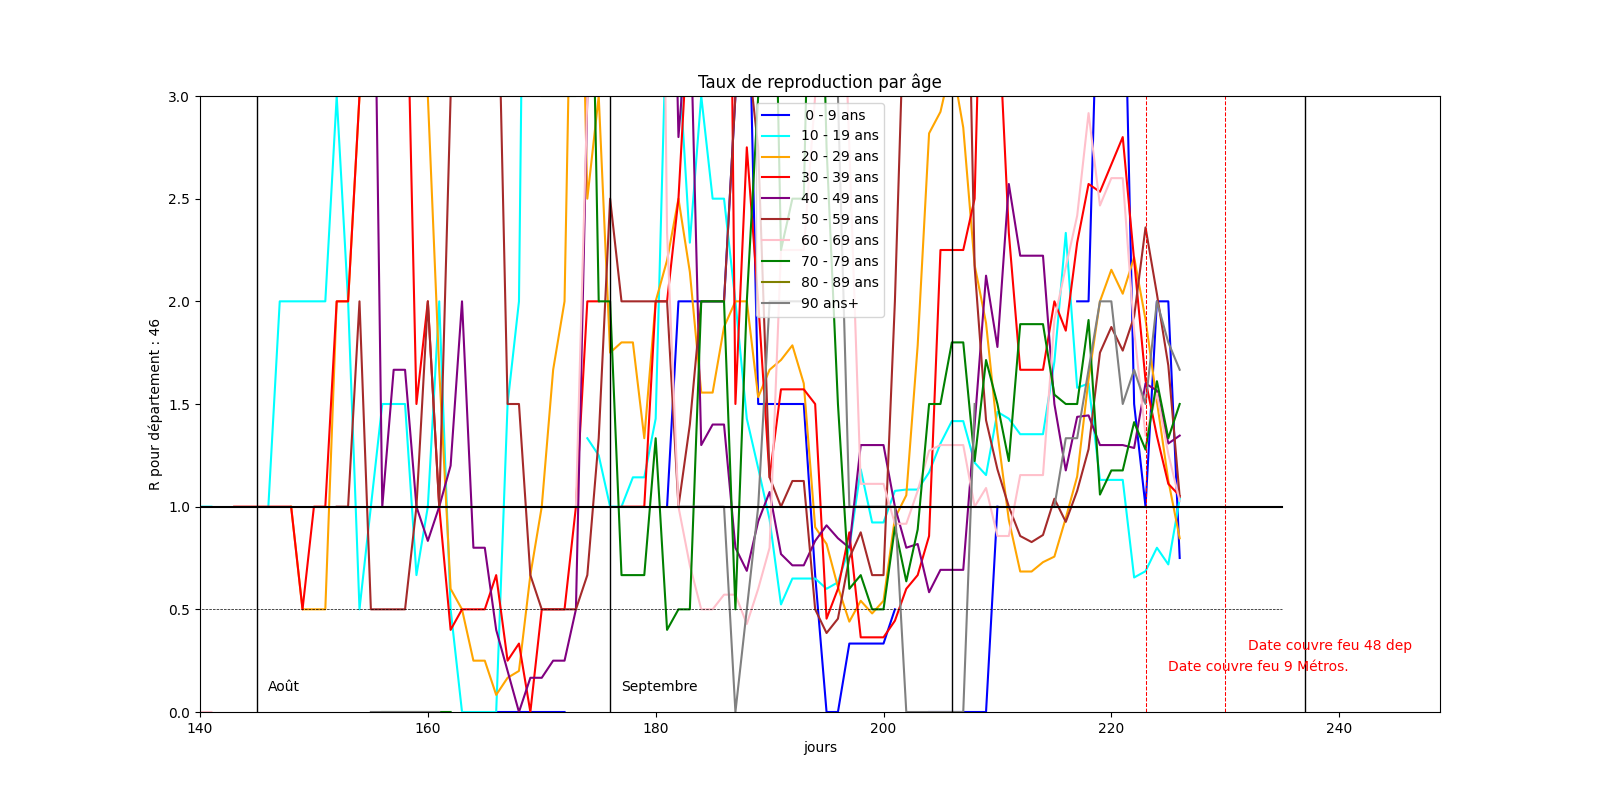 Taux de reproduction par âge
R pour département : 46
3.0
2.5
2.0
1.5
1.0
0.5
0.0
0 - 9 ans
10 - 19 ans
20 - 29 ans
30 - 39 ans
40 - 49 ans
50 - 59 ans
60 - 69 ans
70 - 79 ans
80 - 89 ans
90 ans+
Date couvre feu 48 dep
Date couvre feu 9 Métros.
Août
Septembre
140
160
180
200
220
240
jours